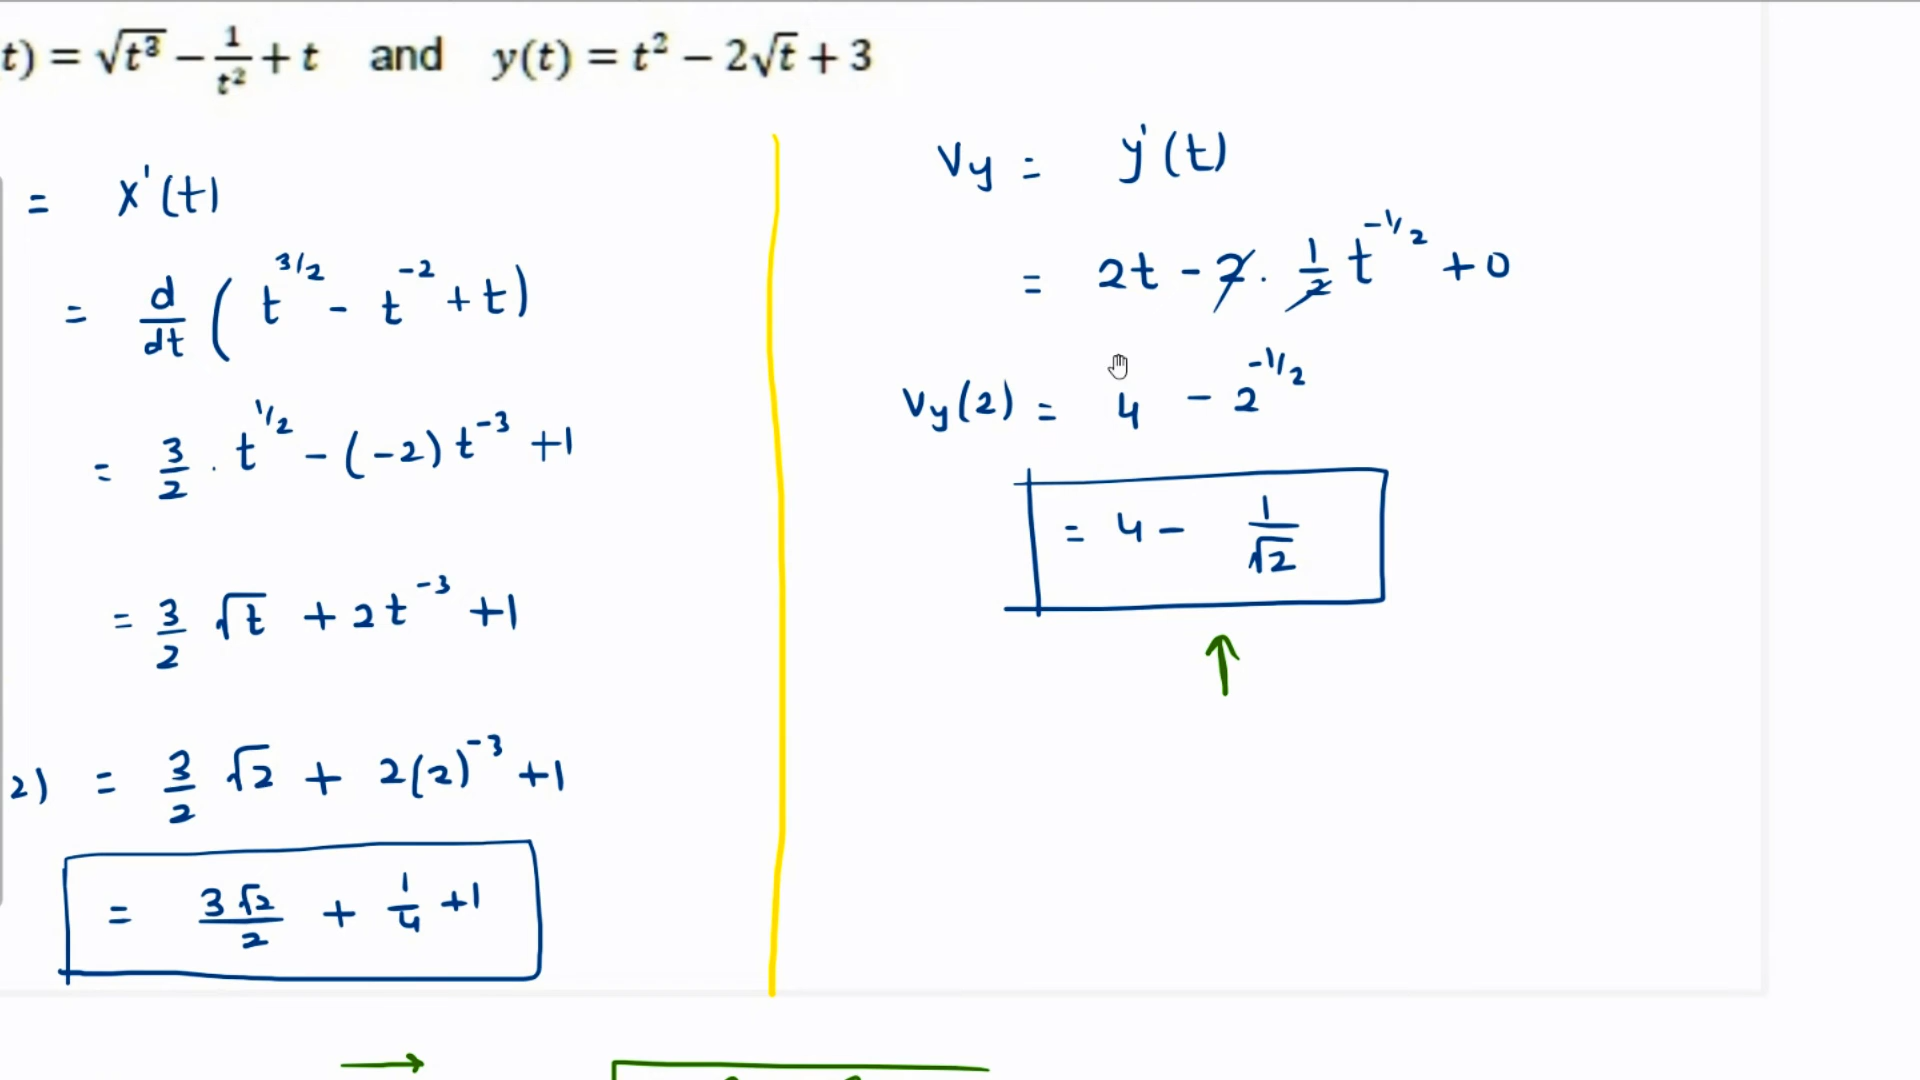 t) = √t³ − 1/t² + t and y(t) = t² − 2√t + 3
= x'(t)
= d/dt ( t^3/2 - t^-2 + t)
= 3/2 . t^1/2 - (-2) t^-3 +1
= 3/2 √t + 2t^-3 +1
2) = 3/2 √2 + 2(2)^-3 +1
= 3√2/2 + 1/4 +1
Vy = y'(t)
= 2t - 2 . 1/2 t^-1/2 + 0
Vy(2) = 4 - 2^-1/2
= 4 - 1/√2